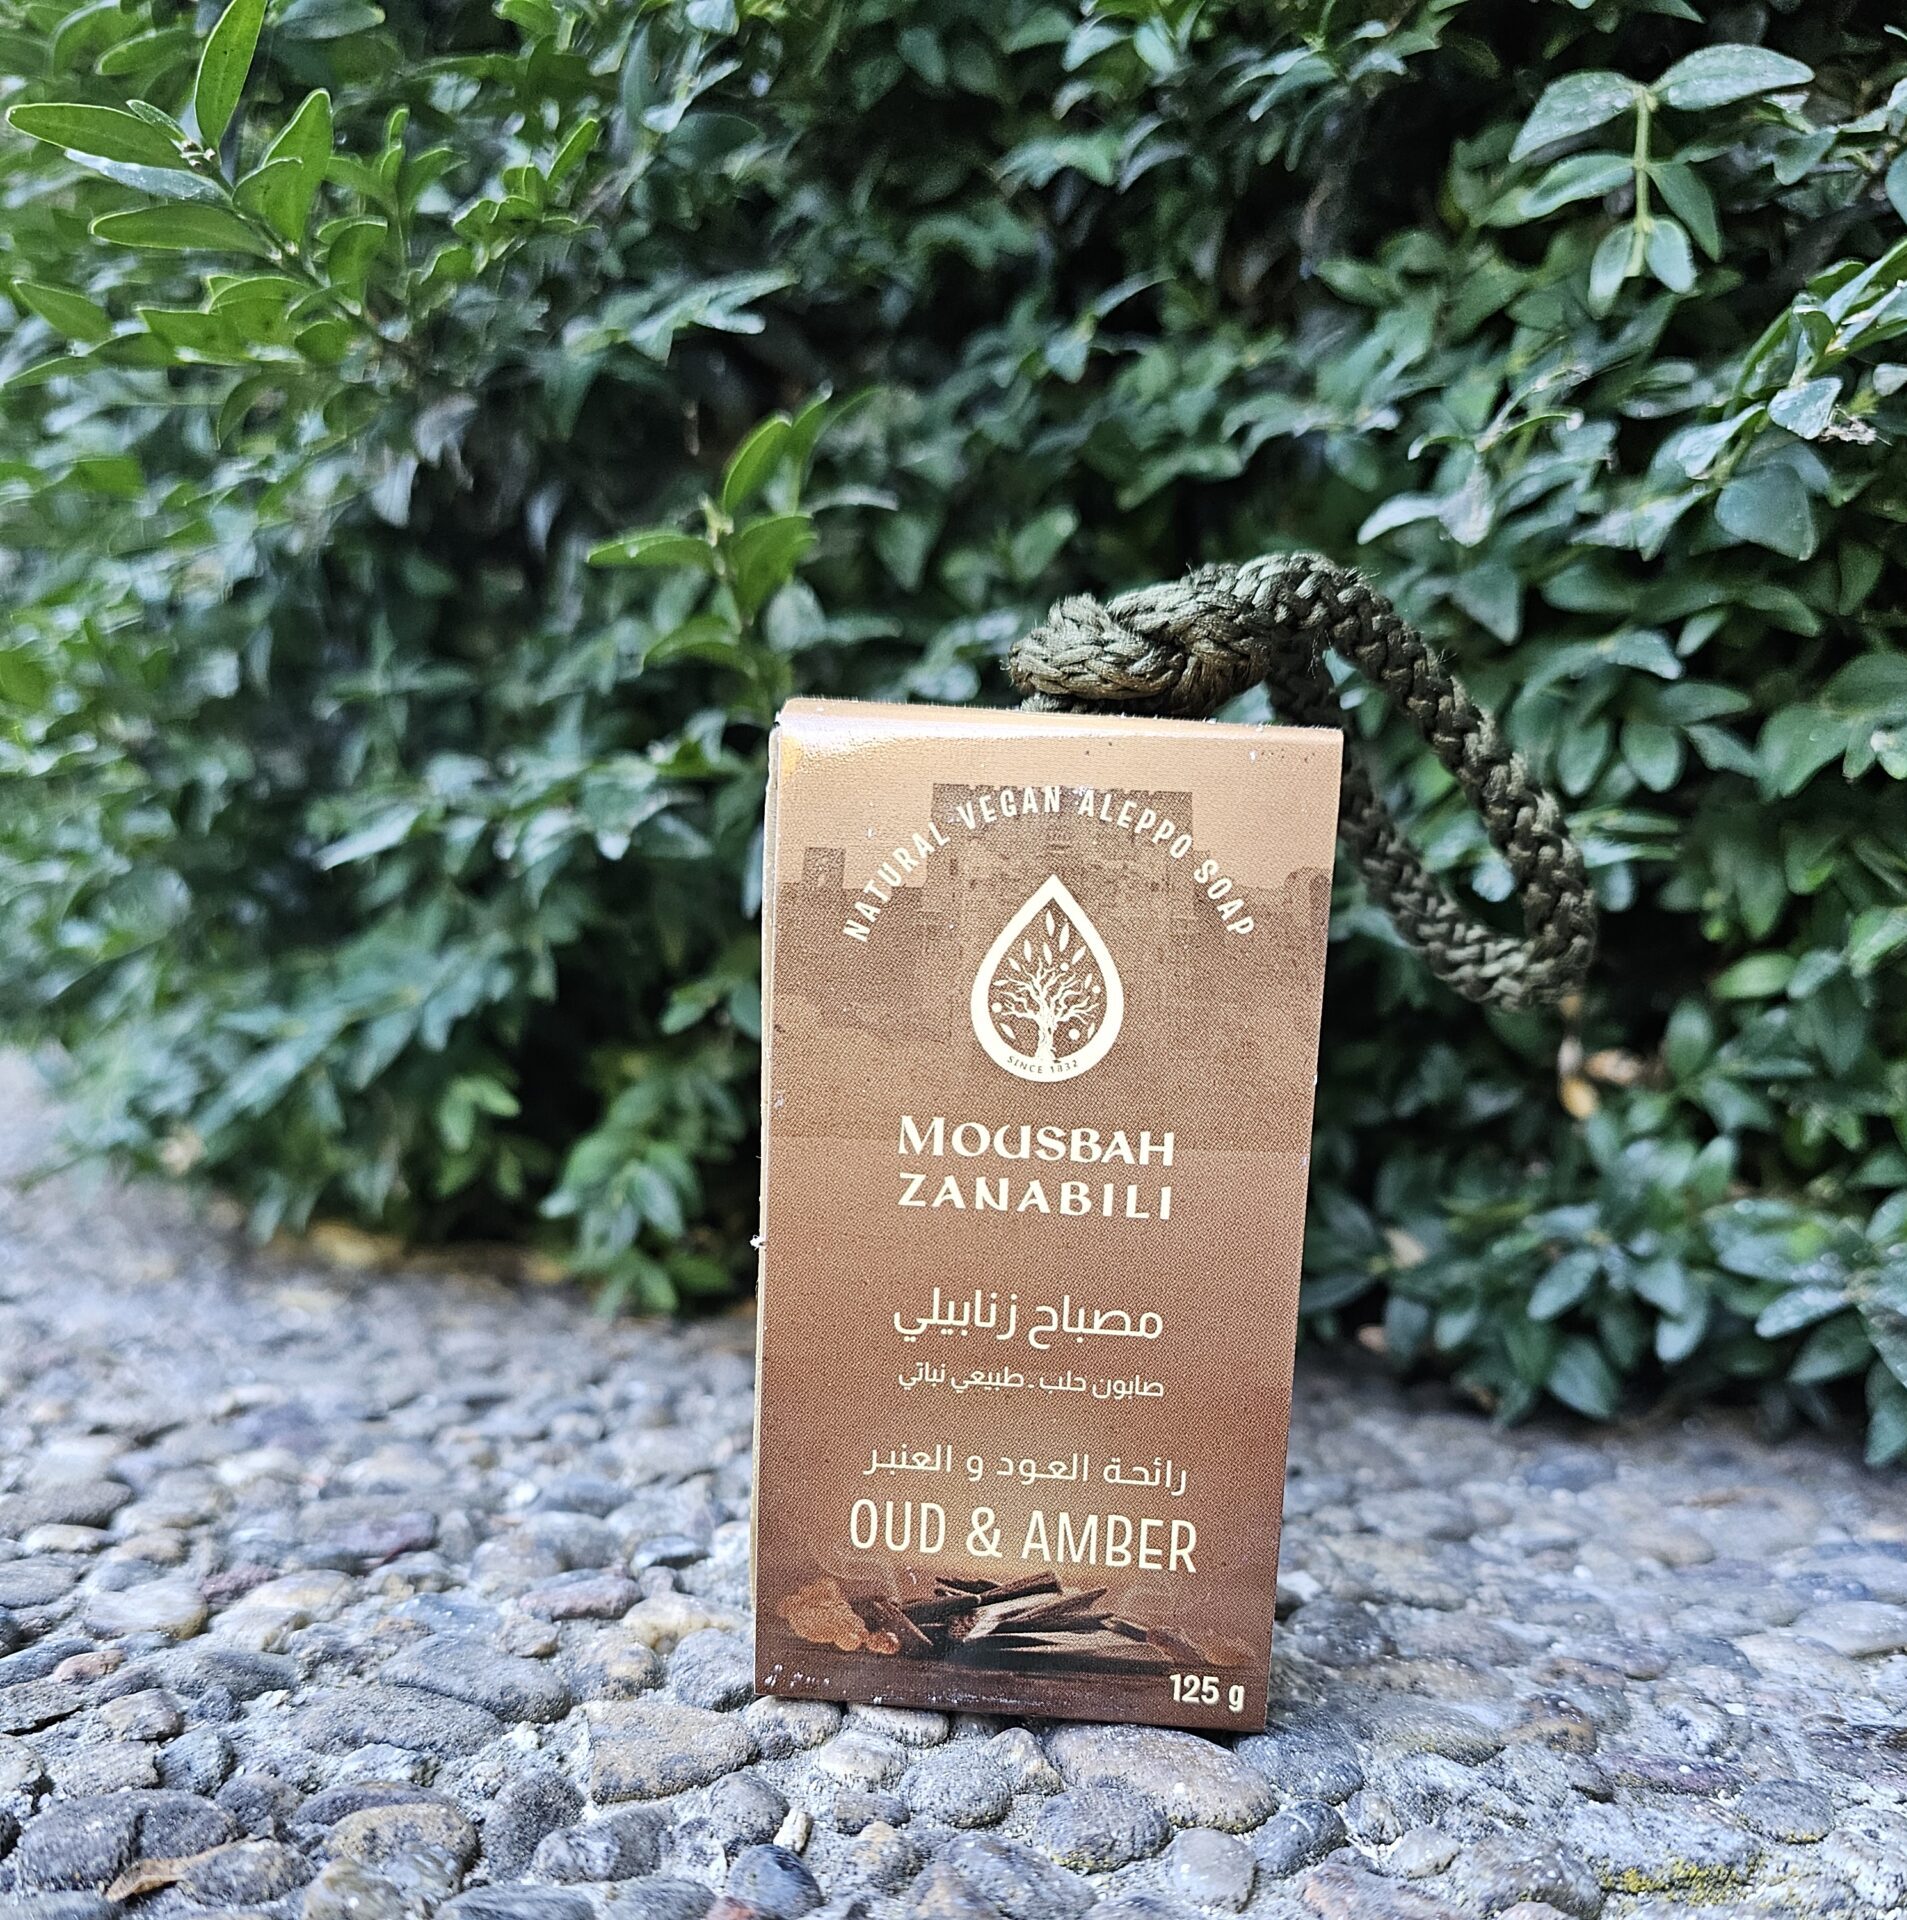 NATURAL VEGAN ALEPPO SOAP
SINCE 1832
MOUSBAH
ZANABILI
مصباح زنابيلي
صابون حلب - طبيعي نباتي
رائحة العود و العنبر
OUD & AMBER
125 g